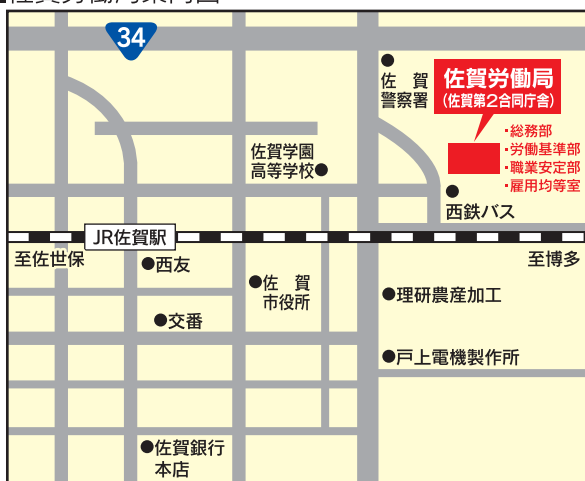 34
佐賀
警察署
佐賀労働局
(佐賀第2合同庁舎)
・総務部
・労働基準部
・職業安定部
・雇用均等室
佐賀学園
高等学校
西鉄バス
JR佐賀駅
至佐世保
至博多
西友
佐賀
市役所
理研農産加工
交番
戸上電機製作所
佐賀銀行
本店